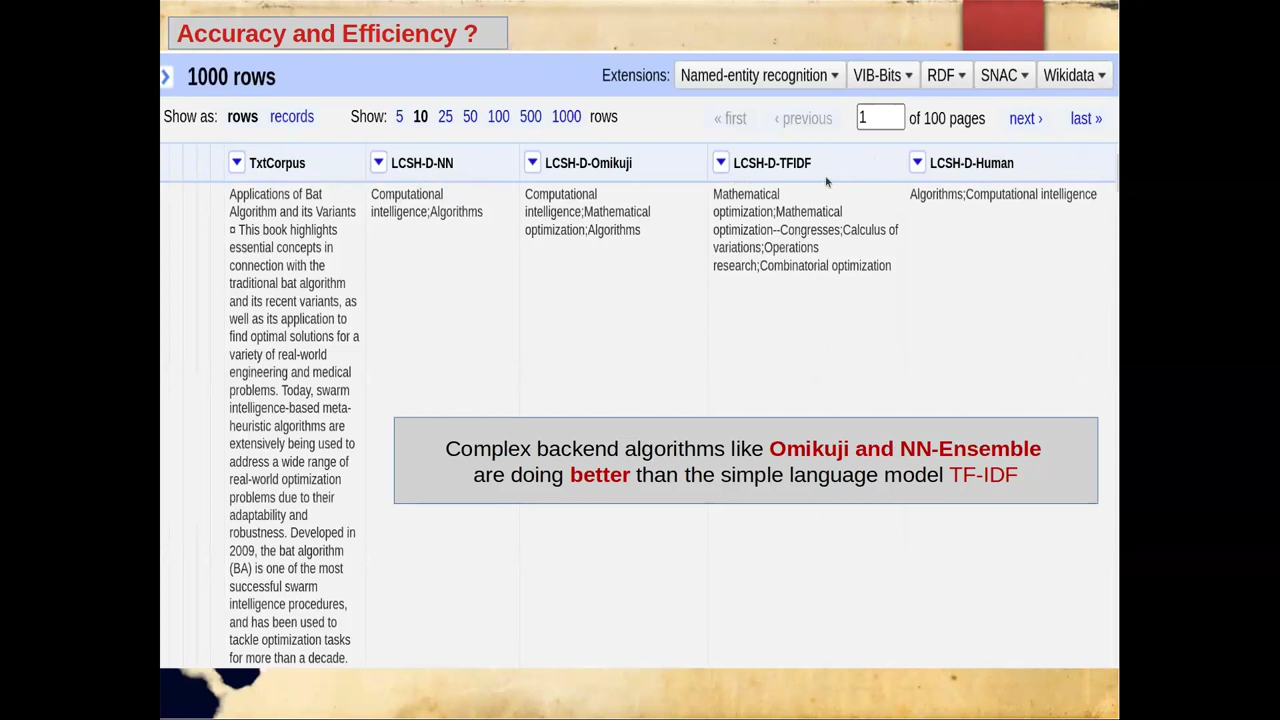 Accuracy and Efficiency ?
1000 rows
Extensions: Named-entity recognition VIB-Bits RDF SNAC Wikidata
Show as: rows records Show: 5 10 25 50 100 500 1000 rows
« first ‹ previous 1 of 100 pages next › last »
TxtCorpus
Applications of Bat
Algorithm and its Variants
¤ This book highlights
essential concepts in
connection with the
traditional bat algorithm
and its recent variants, as
well as its application to
find optimal solutions for a
variety of real-world
engineering and medical
problems. Today, swarm
intelligence-based meta-
heuristic algorithms are
extensively being used to
address a wide range of
real-world optimization
problems due to their
adaptability and
robustness. Developed in
2009, the bat algorithm
(BA) is one of the most
successful swarm
intelligence procedures,
and has been used to
tackle optimization tasks
for more than a decade.
LCSH-D-NN
Computational
intelligence;Algorithms
LCSH-D-Omikuji
Computational
intelligence;Mathematical
optimization;Algorithms
LCSH-D-TFIDF
Mathematical
optimization;Mathematical
optimization--Congresses;Calculus of
variations;Operations
research;Combinatorial optimization
LCSH-D-Human
Algorithms;Computational intelligence
Complex backend algorithms like Omikuji and NN-Ensemble
are doing better than the simple language model TF-IDF